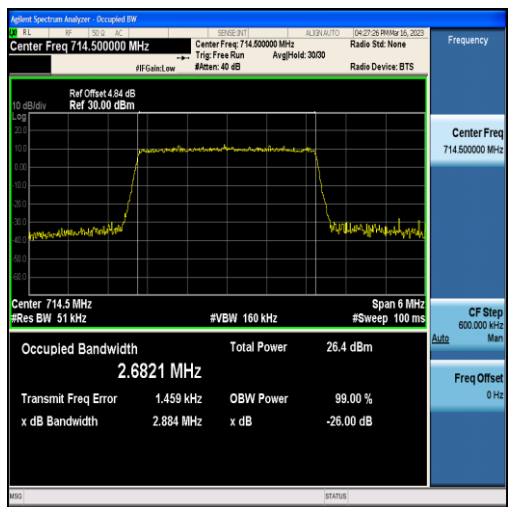 Agilent Spectrum Analyzer - Occupied BW
RL RF 50 Ω AC SENSE:INT ALIGN AUTO 04:27:26 PM Mar 16, 2023
Center Freq 714.500000 MHz
Center Freq: 714.500000 MHz
Radio Std: None
Trig: Free Run Avg|Hold: 30/30
#IFGain:Low #Atten: 40 dB Radio Device: BTS
Ref Offset 4.84 dB
10 dB/div Ref 30.00 dBm
Log
20.0
10.0
0.00
-10.0
-20.0
-30.0
-40.0
-50.0
-60.0
Center 714.5 MHz Span 6 MHz
#Res BW 51 kHz #VBW 160 kHz #Sweep 100 ms
Occupied Bandwidth Total Power 26.4 dBm
2.6821 MHz
Transmit Freq Error 1.459 kHz OBW Power 99.00 %
x dB Bandwidth 2.884 MHz x dB -26.00 dB
MSG STATUS
Frequency
Center Freq
714.500000 MHz
CF Step
600.000 kHz
Auto Man
Freq Offset
0 Hz